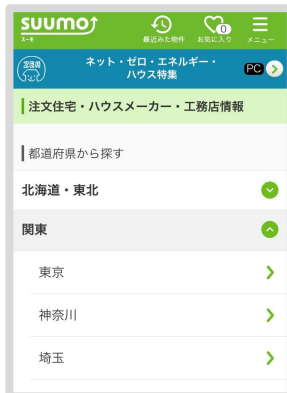 SUUMO
スーモ
最近みた物件
0
お気に入り
メニュー
ZEH
ネット・ゼロ・エネルギー・
ハウス特集
PC
注文住宅・ハウスメーカー・工務店情報
都道府県から探す
北海道・東北
関東
東京
神奈川
埼玉